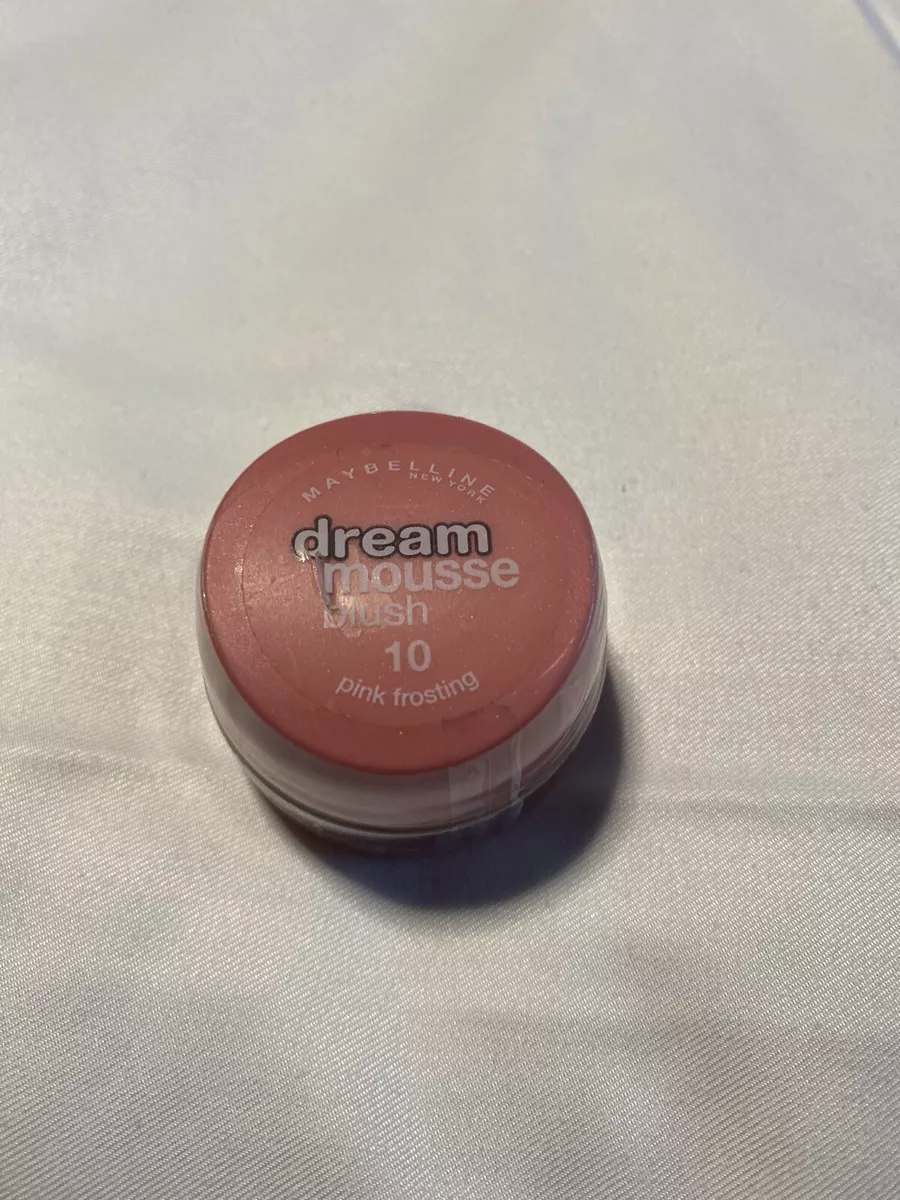 MAYBELLINE
NEW YORK
dream
mousse
blush
10
pink frosting